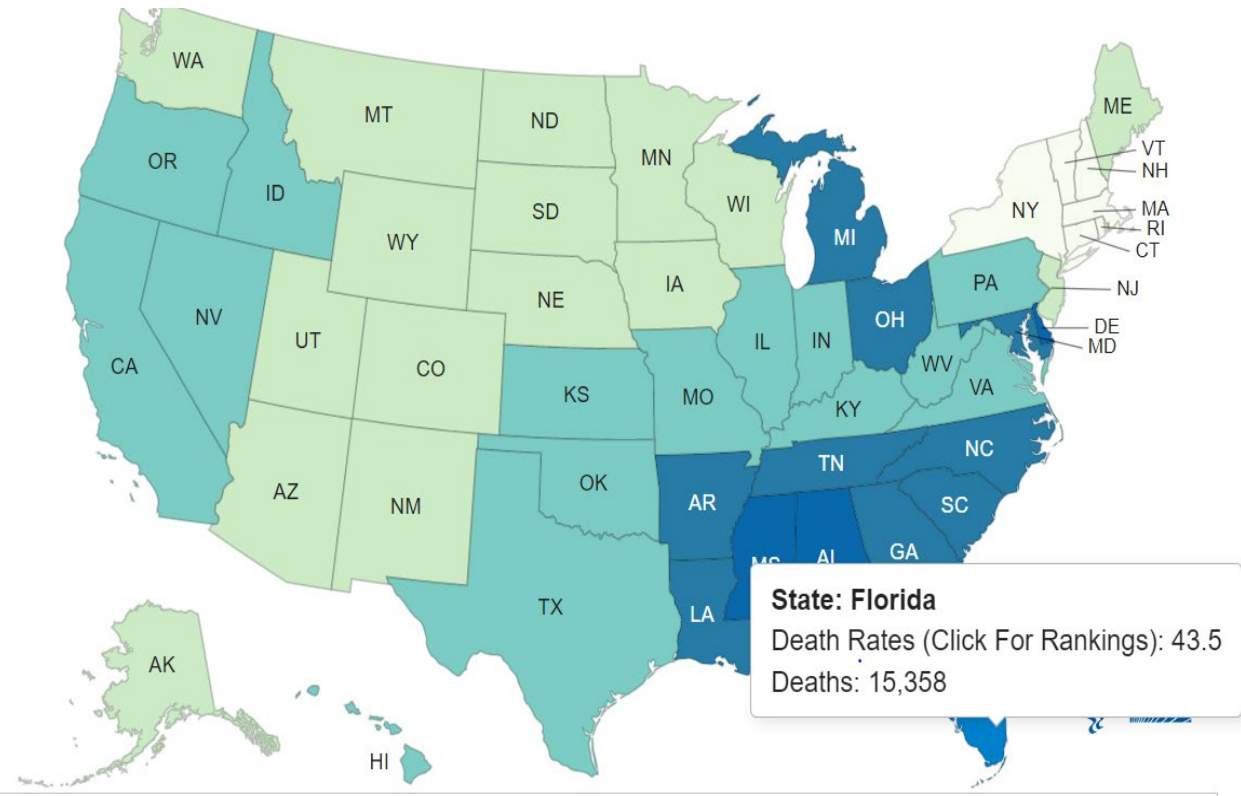 WA
MT
ND
MN
ME
VT
NH
OR
ID
SD
WI
NY
MA
RI
CT
WY
MI
IA
PA
NJ
NE
NV
OH
DE
MD
UT
IL
IN
CA
CO
WV
VA
KS
MO
KY
NC
TN
OK
AZ
NM
AR
SC
GA
MS
AL
TX
LA
State: Florida
Death Rates (Click For Rankings): 43.5
Deaths: 15,358
AK
HI